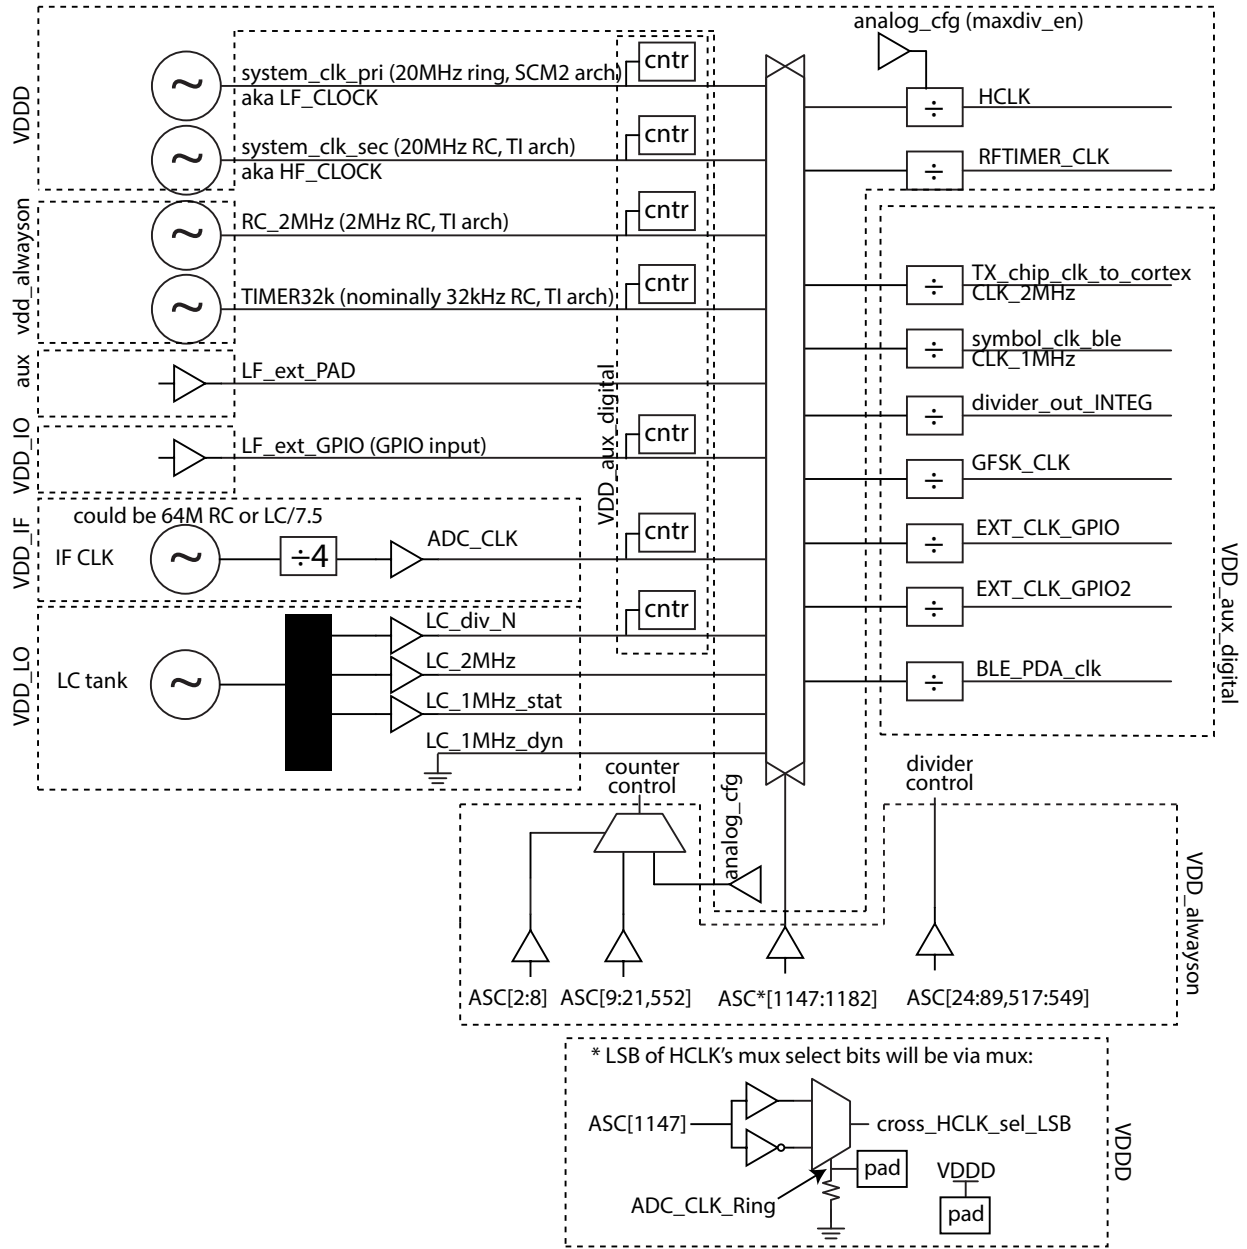 analog_cfg (maxdiv_en)
VDDD
~
system_clk_pri (20MHz ring, SCM2 arch)
aka LF_CLOCK
cntr
÷
HCLK
~
system_clk_sec (20MHz RC, TI arch)
aka HF_CLOCK
cntr
÷
RFTIMER_CLK
vdd_alwayson
~
RC_2MHz (2MHz RC, TI arch)
cntr
~
TIMER32k (nominally 32kHz RC, TI arch)
cntr
÷
TX_chip_clk_to_cortex
CLK_2MHz
÷
symbol_clk_ble
CLK_1MHz
aux
LF_ext_PAD
VDD_aux_digital
÷
divider_out_INTEG
VDD_IO
LF_ext_GPIO (GPIO input)
cntr
÷
GFSK_CLK
VDD_IF
could be 64M RC or LC/7.5
IF CLK
~
÷4
ADC_CLK
cntr
÷
EXT_CLK_GPIO
÷
EXT_CLK_GPIO2
VDD_aux_digital
VDD_LO
LC tank
~
LC_div_N
cntr
LC_2MHz
LC_1MHz_stat
LC_1MHz_dyn
÷
BLE_PDA_clk
counter
control
analog_cfg
divider
control
VDD_alwayson
ASC[2:8]
ASC[9:21,552]
ASC*[1147:1182]
ASC[24:89,517:549]
* LSB of HCLK's mux select bits will be via mux:
ASC[1147]
cross_HCLK_sel_LSB
VDDD
pad
ADC_CLK_Ring
VDDD
pad